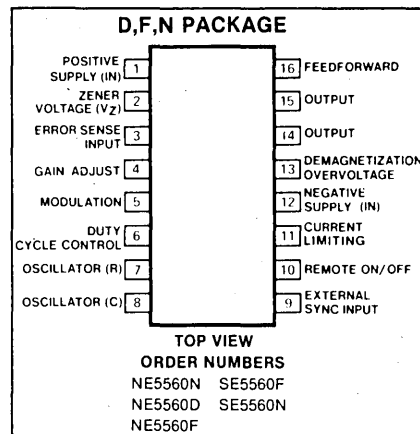 D,F,N PACKAGE
POSITIVE
SUPPLY (IN) 1
ZENER
VOLTAGE (VZ) 2
ERROR SENSE
INPUT 3
GAIN ADJUST 4
MODULATION 5
DUTY
CYCLE CONTROL 6
OSCILLATOR (R) 7
OSCILLATOR (C) 8
16 FEEDFORWARD
15 OUTPUT
14 OUTPUT
13 DEMAGNETIZATION
OVERVOLTAGE
12 NEGATIVE
SUPPLY (IN)
11 CURRENT
LIMITING
10 REMOTE ON/OFF
9 EXTERNAL
SYNC INPUT
TOP VIEW
ORDER NUMBERS
NE5560N SE5560F
NE5560D SE5560N
NE5560F